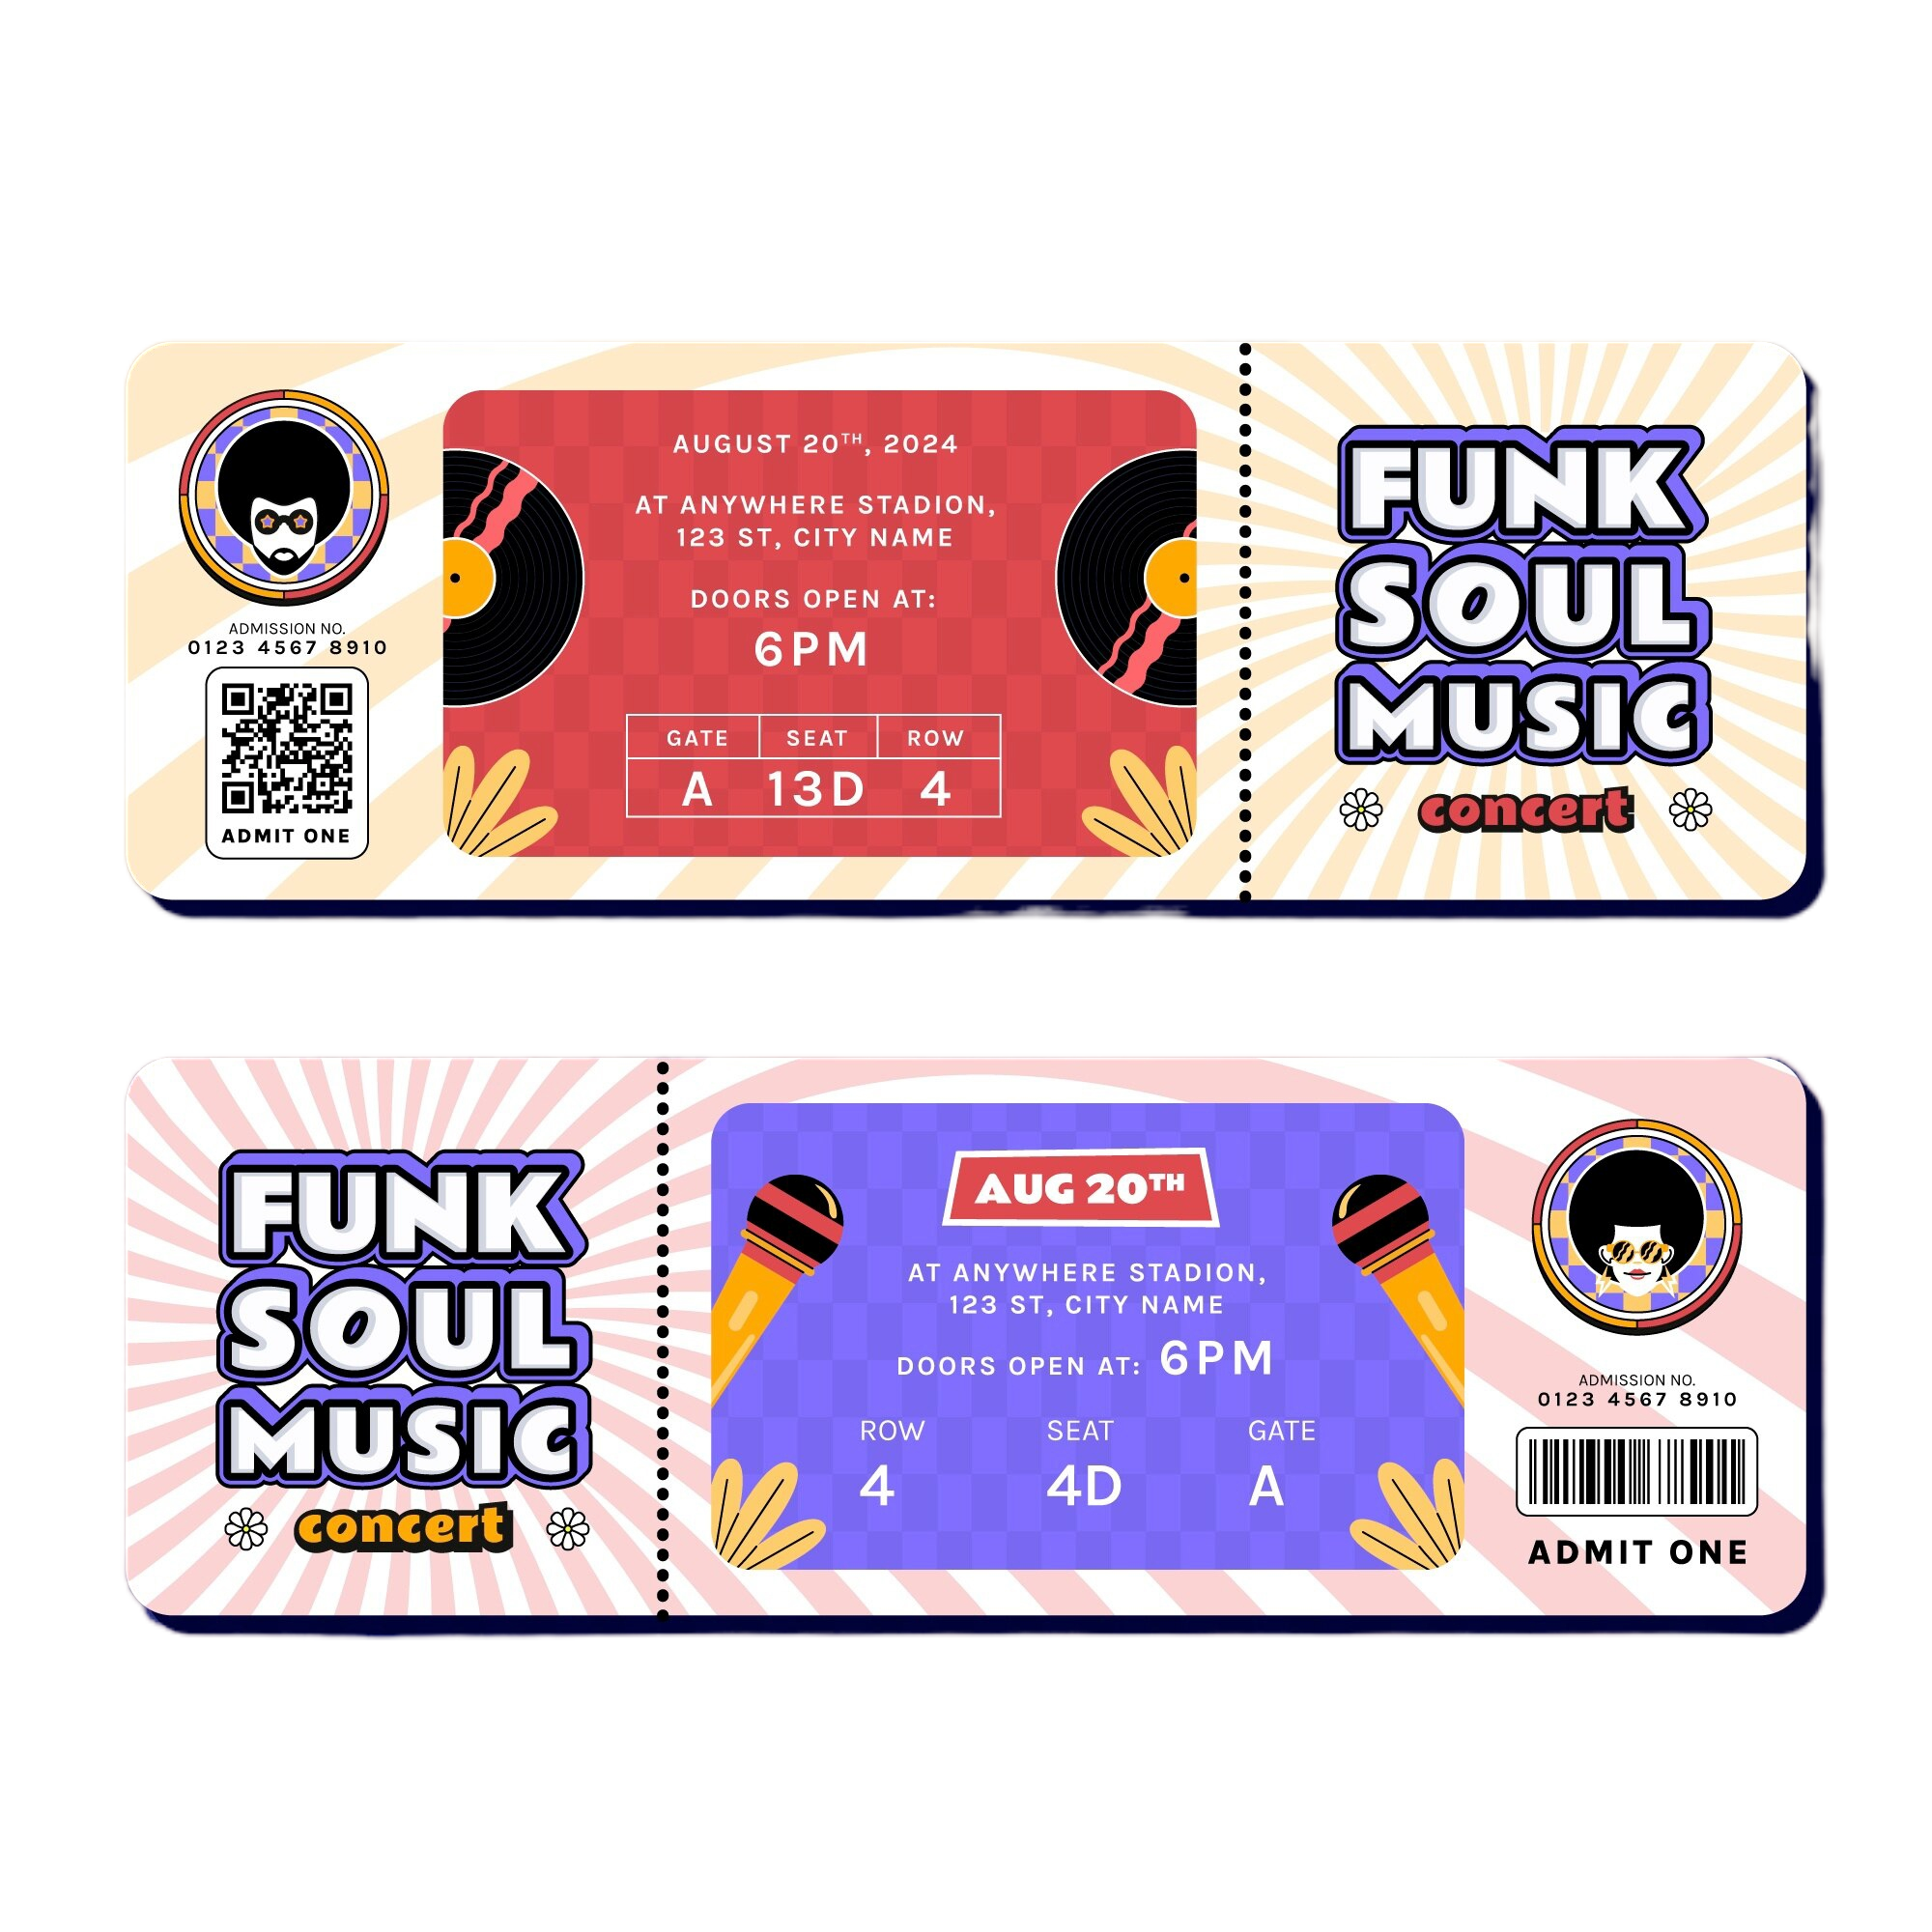 ADMISSION NO.
0123 4567 8910
ADMIT ONE
AUGUST 20TH, 2024
AT ANYWHERE STADION,
123 ST, CITY NAME
DOORS OPEN AT:
6PM
GATE SEAT ROW
A 13D 4
FUNK
SOUL
MUSIC
concert
FUNK
SOUL
MUSIC
concert
AUG 20TH
AT ANYWHERE STADION,
123 ST, CITY NAME
DOORS OPEN AT: 6PM
ROW SEAT GATE
4 4D A
ADMISSION NO.
0123 4567 8910
ADMIT ONE